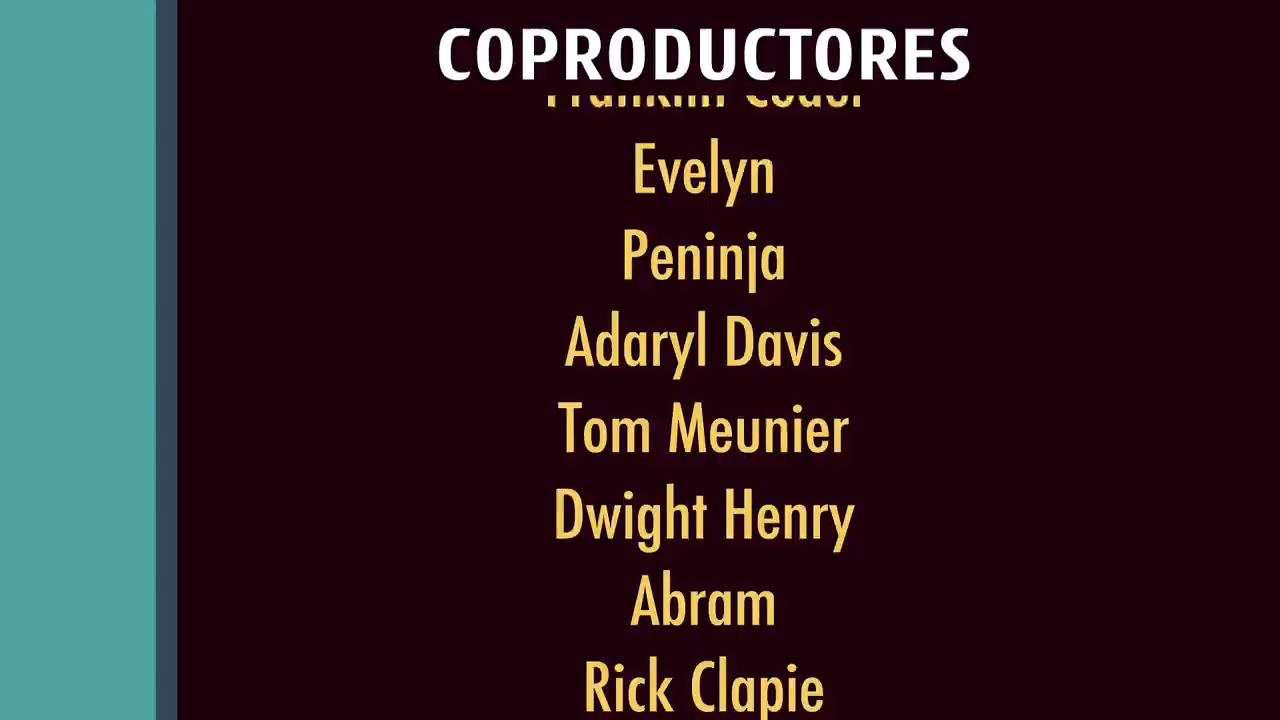 COPRODUCTORES
Evelyn
Peninja
Adaryl Davis
Tom Meunier
Dwight Henry
Abram
Rick Clapie